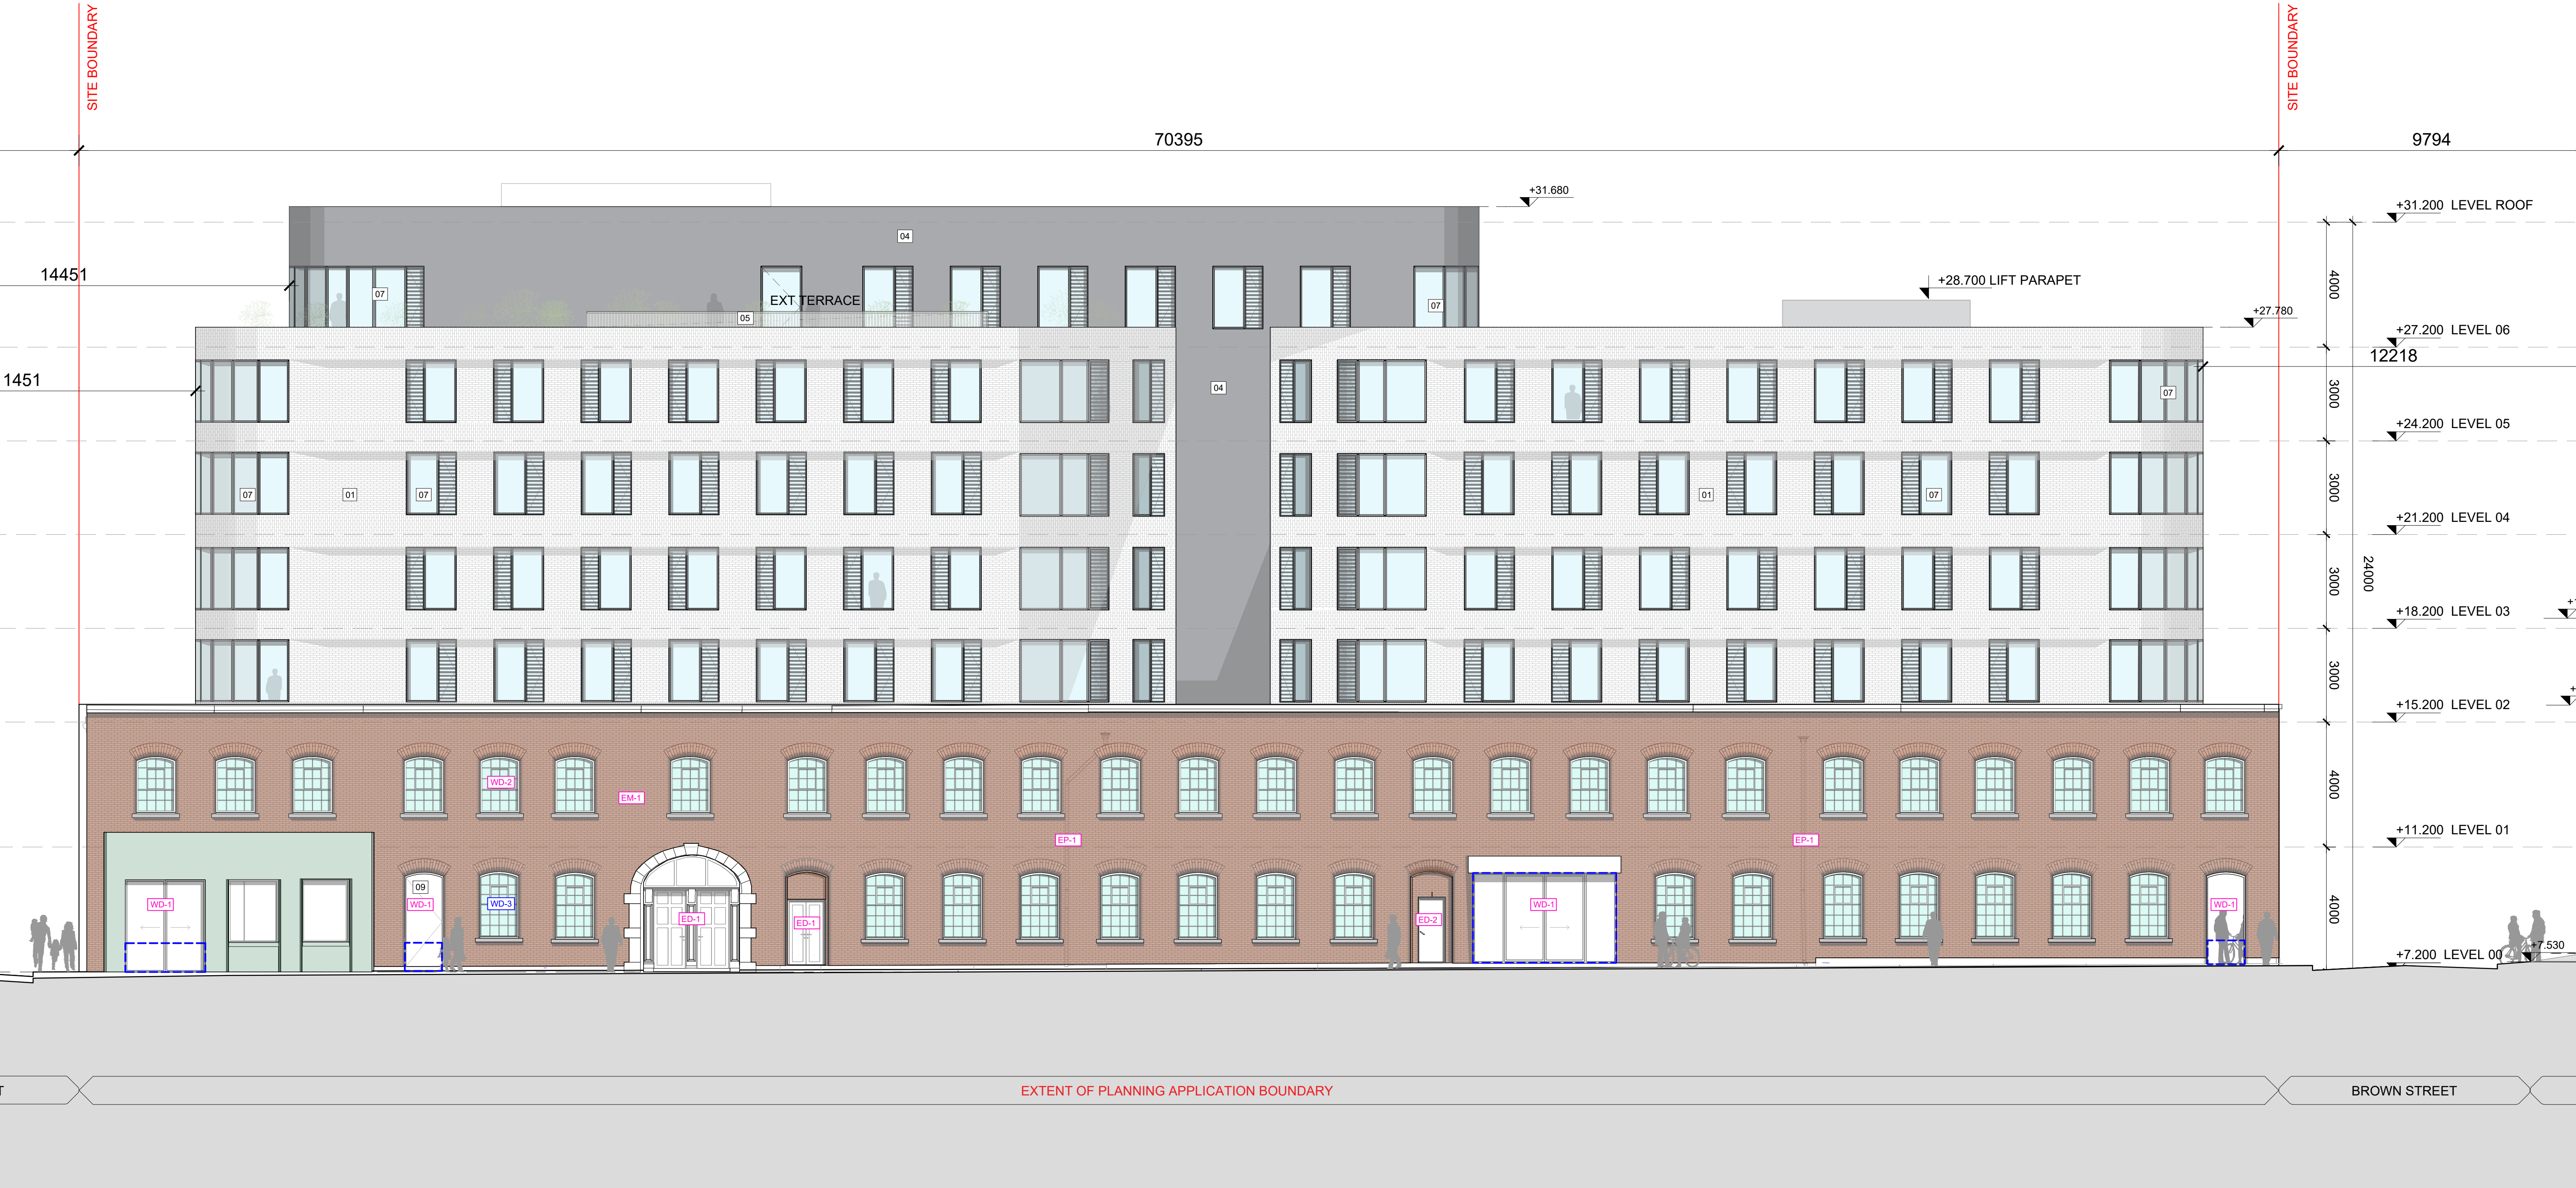 SITE BOUNDARY
SITE BOUNDARY
70395
9794
+31.680
+31.200 LEVEL ROOF
04
14451
07
EXT TERRACE
07
+28.700 LIFT PARAPET
4000
05
+27.780
+27.200 LEVEL 06
12218
1451
04
07
3000
+24.200 LEVEL 05
07
01
07
01
07
3000
+21.200 LEVEL 04
3000
24000
+18.200 LEVEL 03
3000
+15.200 LEVEL 02
WD-2
EM-1
4000
EP-1
EP-1
+11.200 LEVEL 01
09
WD-1
WD-1
WD-3
ED-1
ED-1
ED-2
WD-1
WD-1
4000
+7.530
+7.200 LEVEL 00
T
EXTENT OF PLANNING APPLICATION BOUNDARY
BROWN STREET